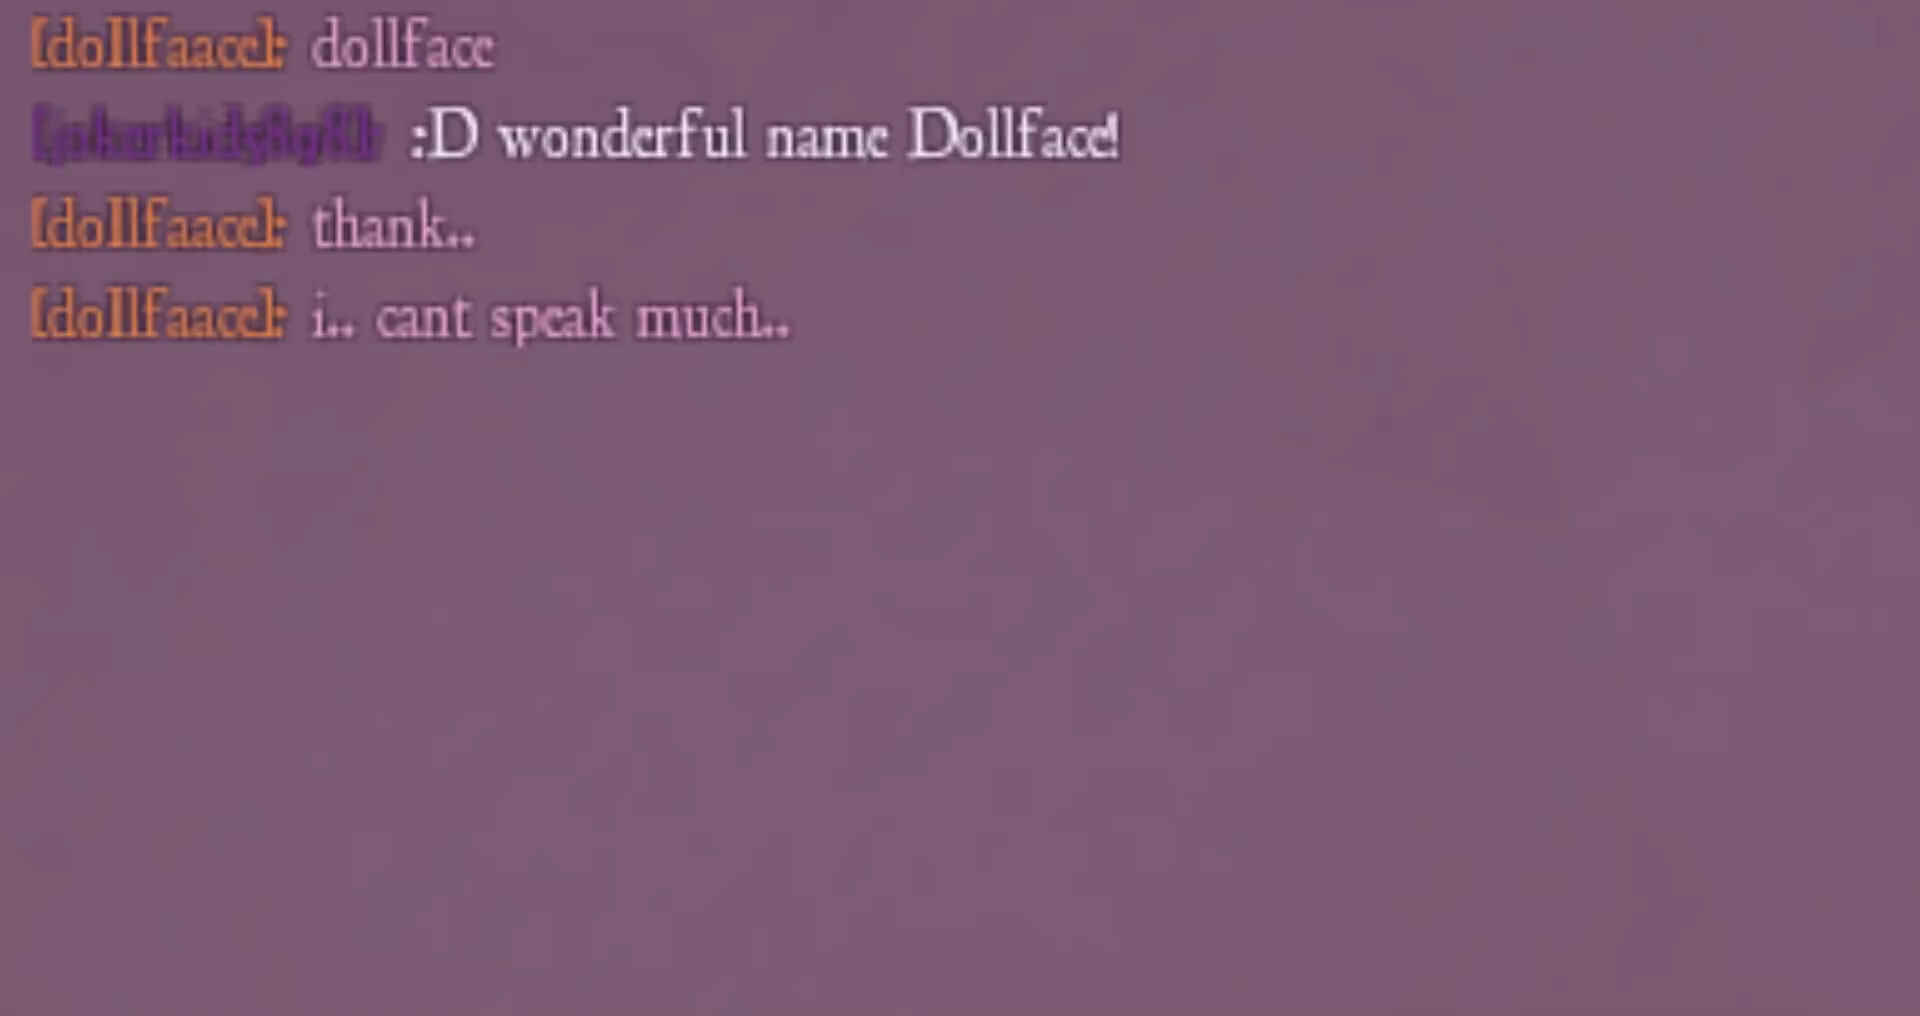 [dollfaace]: dollface
:D wonderful name Dollface!
[dollfaace]: thank..
[dollfaace]: i.. cant speak much..